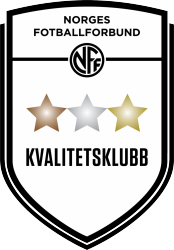 NORGES
FOTBALLFORBUND
NFF
KVALITETSKLUBB